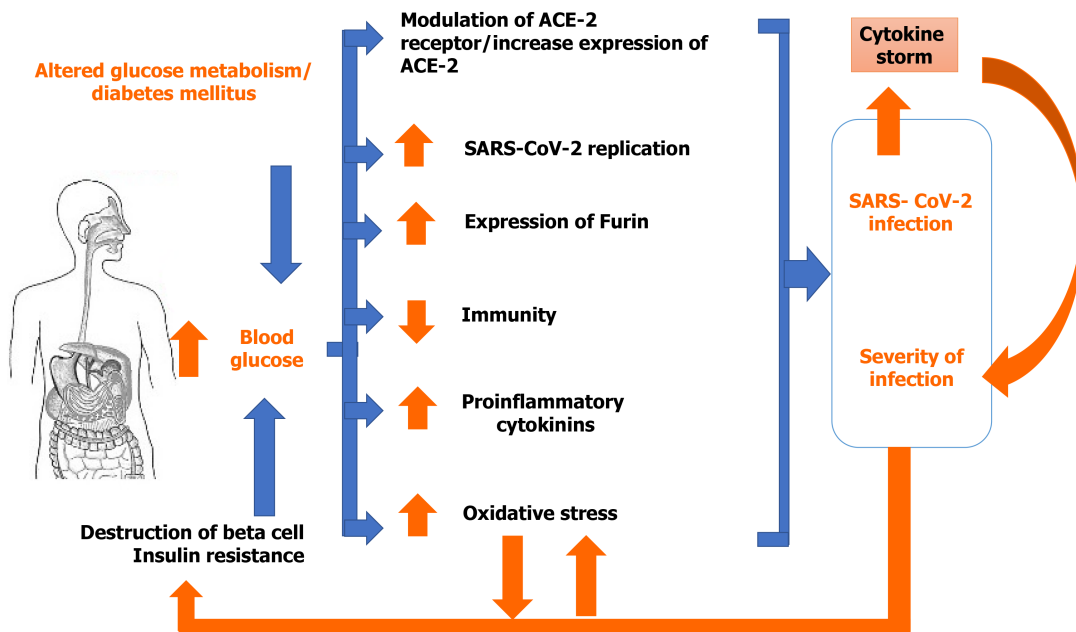 Altered glucose metabolism/
diabetes mellitus
Blood
glucose
Destruction of beta cell
Insulin resistance
Modulation of ACE-2
receptor/increase expression of
ACE-2
SARS-CoV-2 replication
Expression of Furin
Immunity
Proinflammatory
cytokinins
Oxidative stress
Cytokine
storm
SARS- CoV-2
infection
Severity of
infection